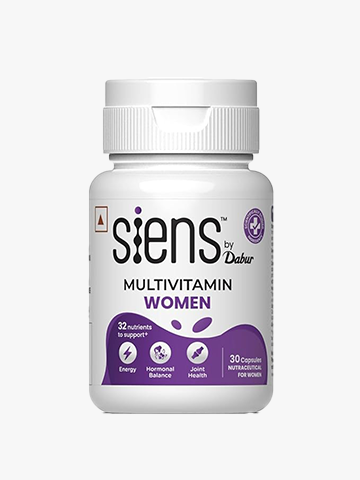 Siens™
by
Dabur
MULTIVITAMIN
WOMEN
32 nutrients
to support+
Energy
Hormonal
Balance
Joint
Health
30 Capsules
NUTRACEUTICAL
FOR WOMEN